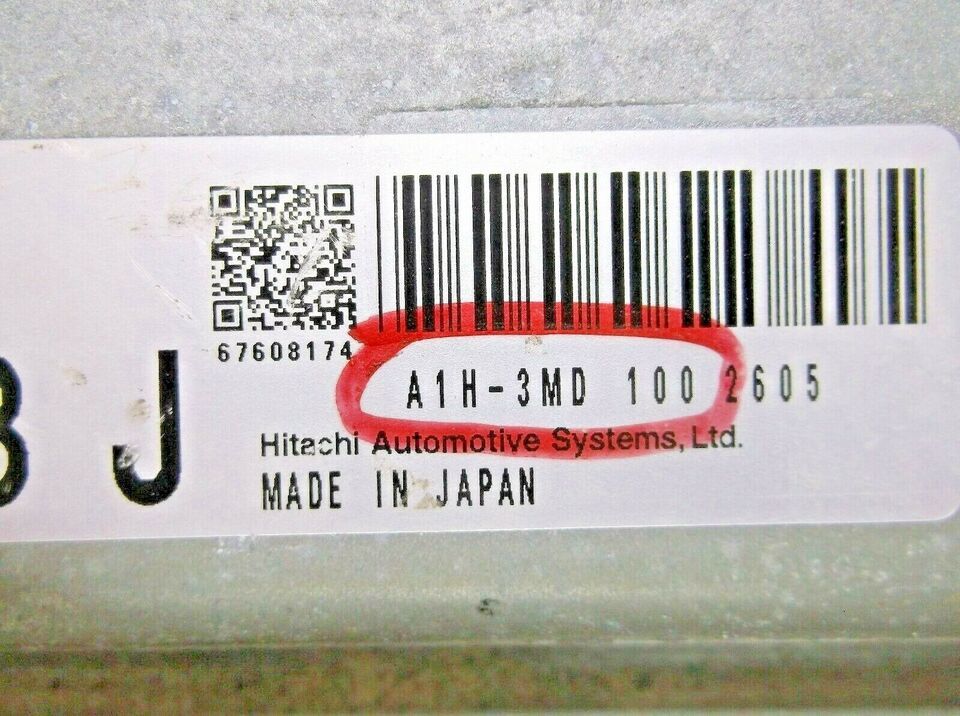 67608174
A1H-3MD 100 2605
J
Hitachi Automotive Systems, Ltd.
MADE IN JAPAN